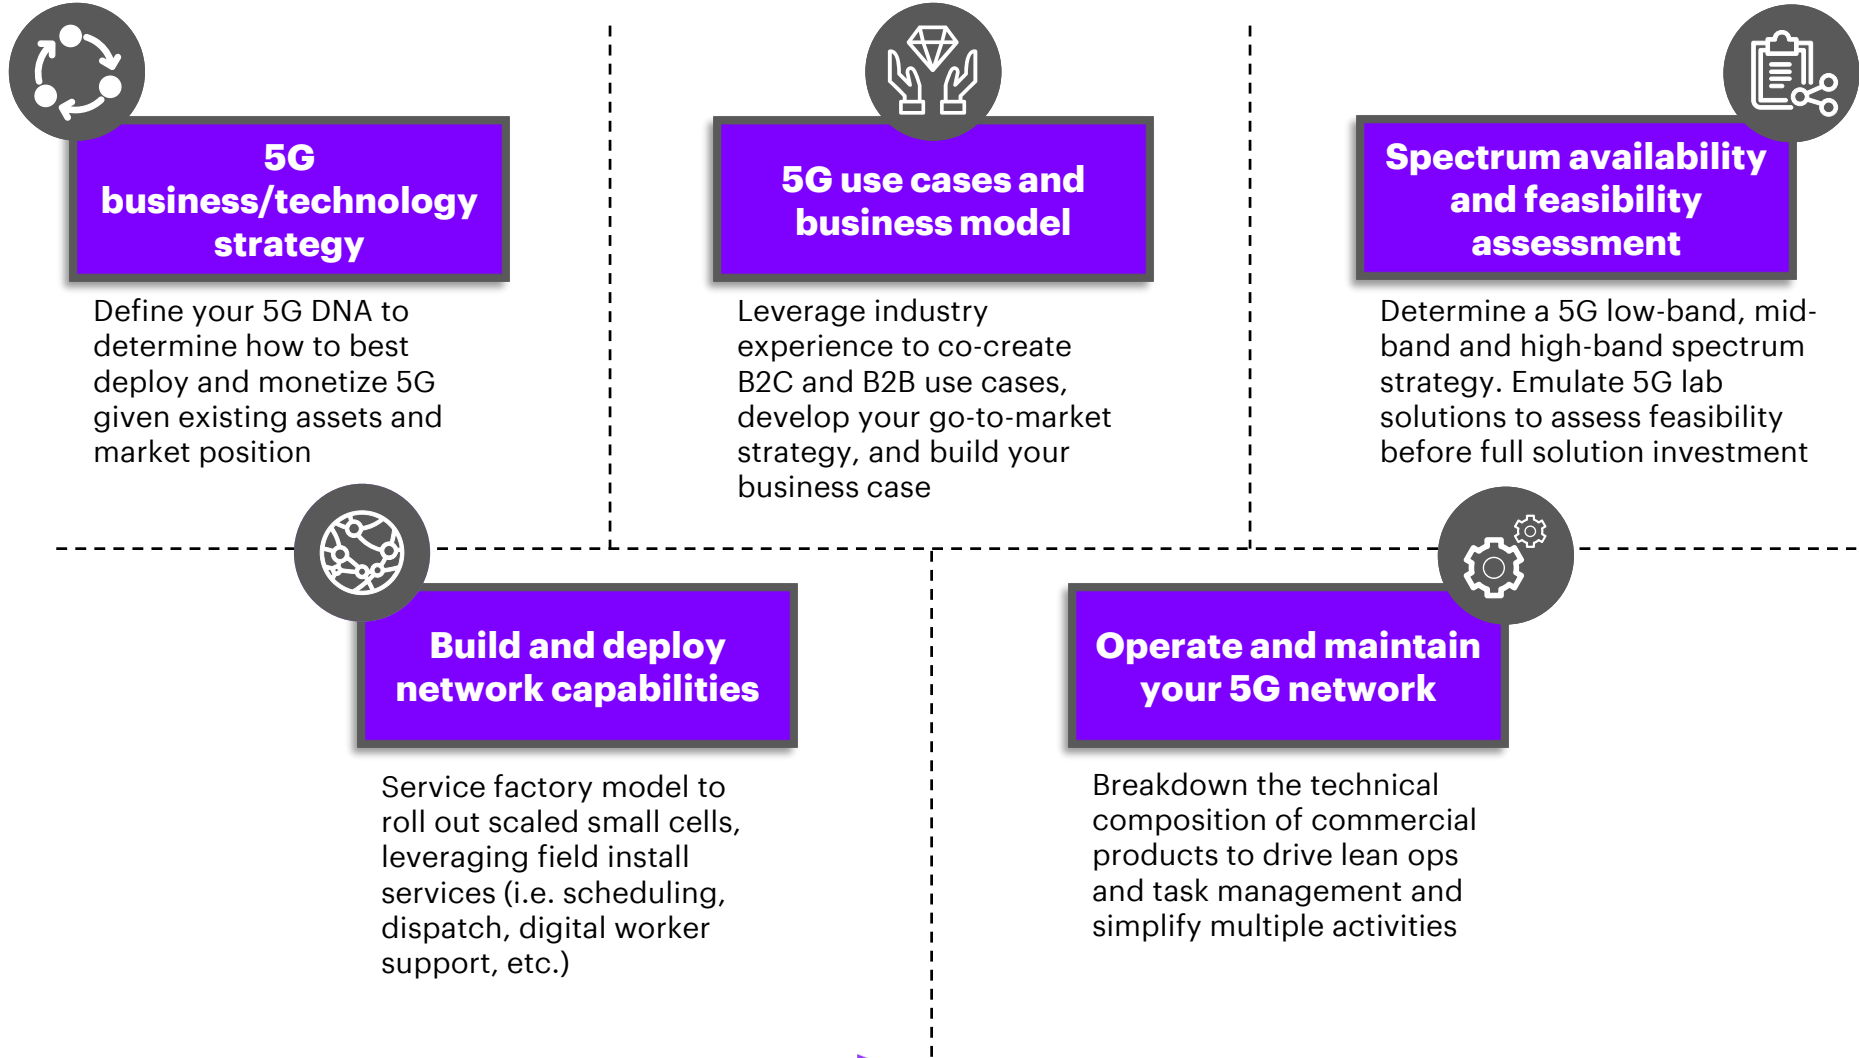 5G
business/technology
strategy
Define your 5G DNA to
determine how to best
deploy and monetize 5G
given existing assets and
market position
5G use cases and
business model
Leverage industry
experience to co-create
B2C and B2B use cases,
develop your go-to-market
strategy, and build your
business case
Spectrum availability
and feasibility
assessment
Determine a 5G low-band, mid-
band and high-band spectrum
strategy. Emulate 5G lab
solutions to assess feasibility
before full solution investment
Build and deploy
network capabilities
Service factory model to
roll out scaled small cells,
leveraging field install
services (i.e. scheduling,
dispatch, digital worker
support, etc.)
Operate and maintain
your 5G network
Breakdown the technical
composition of commercial
products to drive lean ops
and task management and
simplify multiple activities